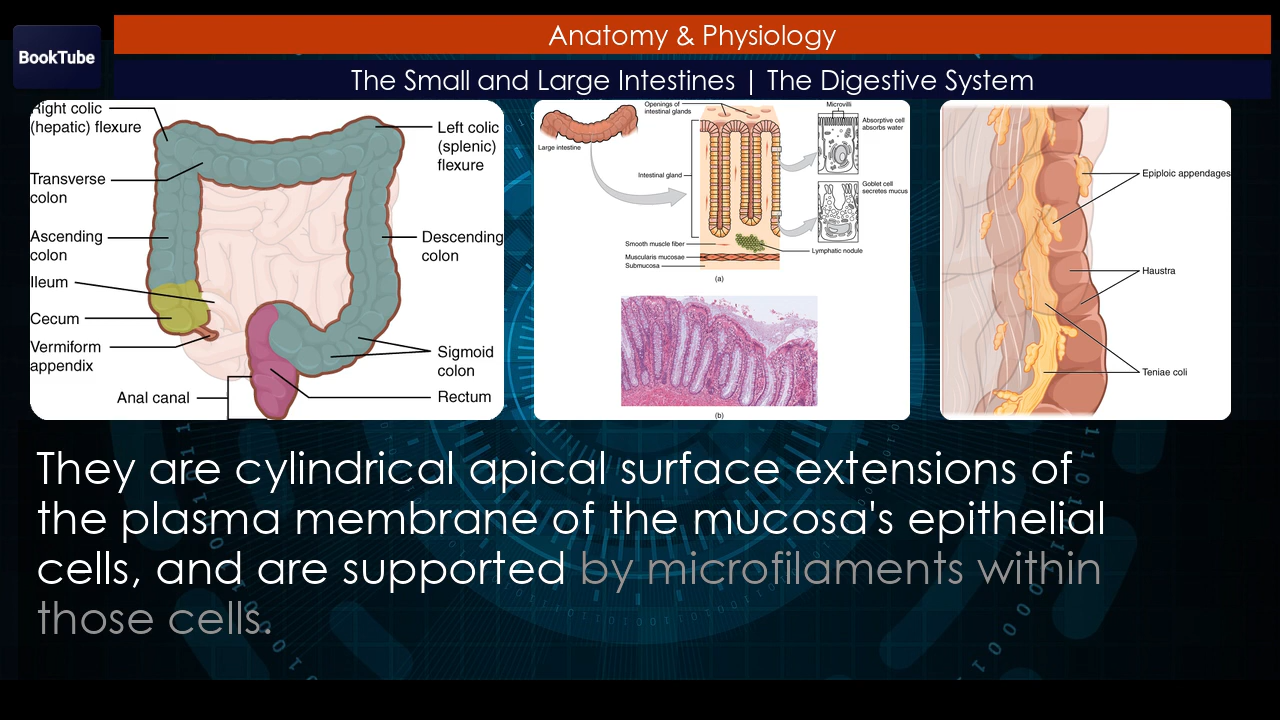 BookTube
Anatomy & Physiology
The Small and Large Intestines | The Digestive System
Right colic
(hepatic) flexure
Transverse
colon
Ascending
colon
Ileum
Cecum
Vermiform
appendix
Anal canal
Left colic
(splenic)
flexure
Descending
colon
Sigmoid
colon
Rectum
Openings of
intestinal glands
Large intestine
Intestinal gland
Smooth muscle fiber
Muscularis mucosae
Submucosa
Microvilli
Absorptive cell
absorbs water
Goblet cell
secretes mucus
Lymphatic nodule
(a)
(b)
Epiploic appendages
Haustra
Teniae coli
They are cylindrical apical surface extensions of
the plasma membrane of the mucosa's epithelial
cells, and are supported by microfilaments within
those cells.